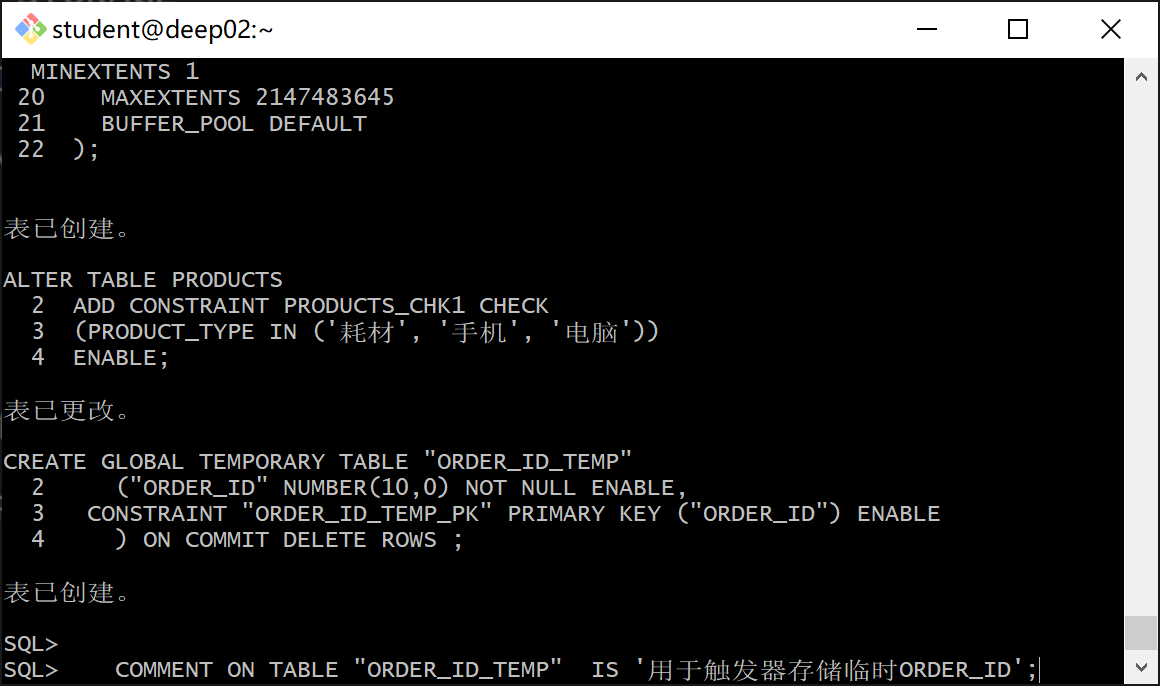 student@deep02:~
  MINEXTENTS 1
 20    MAXEXTENTS 2147483645
 21    BUFFER_POOL DEFAULT
 22  );
表已创建。
ALTER TABLE PRODUCTS
  2  ADD CONSTRAINT PRODUCTS_CHK1 CHECK
  3  (PRODUCT_TYPE IN ('耗材', '手机', '电脑'))
  4  ENABLE;
表已更改。
CREATE GLOBAL TEMPORARY TABLE "ORDER_ID_TEMP"
  2     ("ORDER_ID" NUMBER(10,0) NOT NULL ENABLE,
  3   CONSTRAINT "ORDER_ID_TEMP_PK" PRIMARY KEY ("ORDER_ID") ENABLE
  4     ) ON COMMIT DELETE ROWS ;
表已创建。
SQL>
SQL>    COMMENT ON TABLE "ORDER_ID_TEMP"  IS '用于触发器存储临时ORDER_ID';